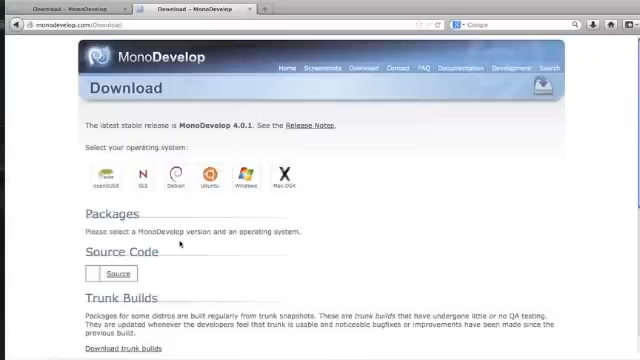 Download — MonoDevelop
Download — MonoDevelop
monodevelop.com/Download
Google
MonoDevelop
Home Screenshots Download Contact FAQ Documentation Development Search
Download
The latest stable release is MonoDevelop 4.0.1. See the Release Notes.
Select your operating system:
openSUSE SLE Debian Ubuntu Windows Mac OSX
Packages
Please select a MonoDevelop version and an operating system.
Source Code
Source
Trunk Builds
Packages for some distros are built regularly from trunk snapshots. These are trunk builds that have undergone little or no QA testing.
They are updated whenever the developers feel that trunk is usable and noticeable bugfixes or improvements have been made since the
previous build.
Download trunk builds